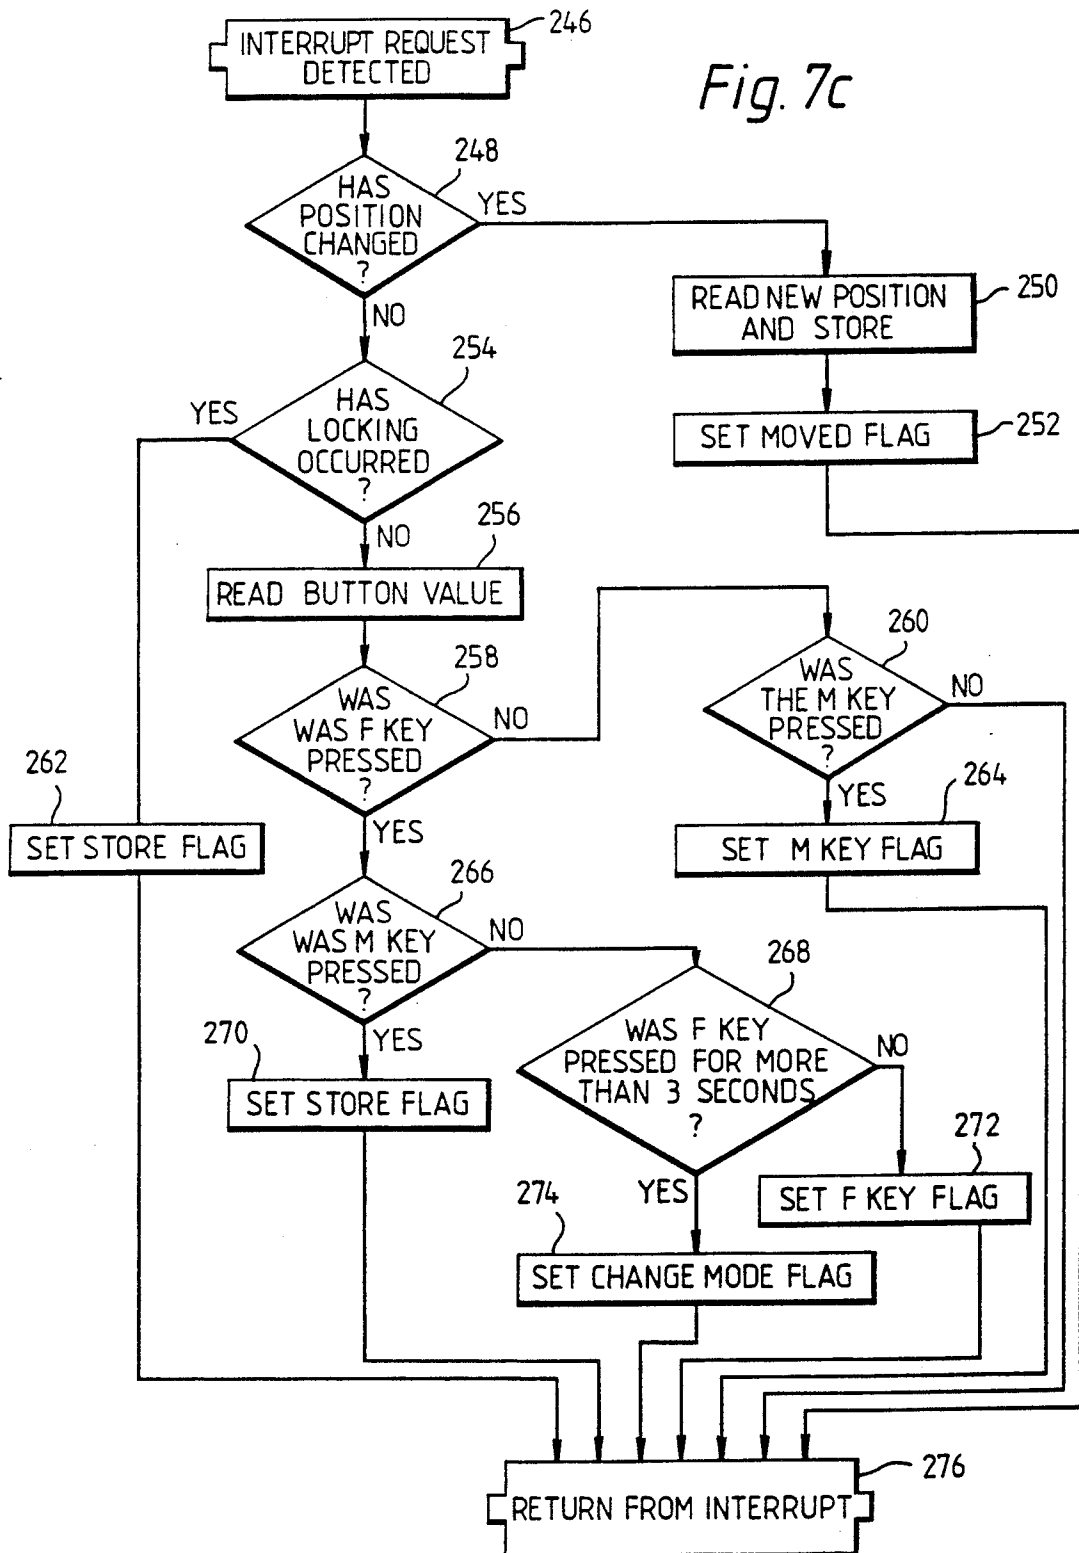 246
INTERRUPT REQUEST
DETECTED
Fig. 7c
248
HAS
POSITION
CHANGED
?
YES
NO
READ NEW POSITION
AND STORE
250
254
YES
HAS
LOCKING
OCCURRED
?
NO
SET MOVED FLAG
252
256
READ BUTTON VALUE
258
WAS
WAS F KEY
PRESSED
?
NO
YES
260
WAS
THE M KEY
PRESSED
?
NO
YES
262
SET STORE FLAG
264
SET M KEY FLAG
266
WAS
WAS M KEY
PRESSED
?
NO
YES
268
WAS F KEY
PRESSED FOR MORE
THAN 3 SECONDS
?
NO
YES
270
SET STORE FLAG
272
SET F KEY FLAG
274
SET CHANGE MODE FLAG
276
RETURN FROM INTERRUPT